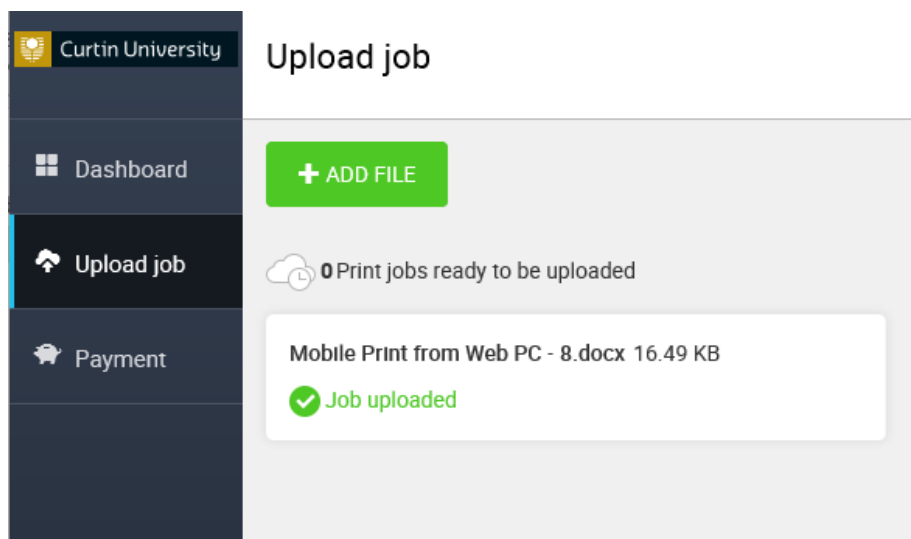 Curtin University
Upload job
Dashboard
+ ADD FILE
Upload job
0 Print jobs ready to be uploaded
Payment
Mobile Print from Web PC - 8.docx 16.49 KB
Job uploaded